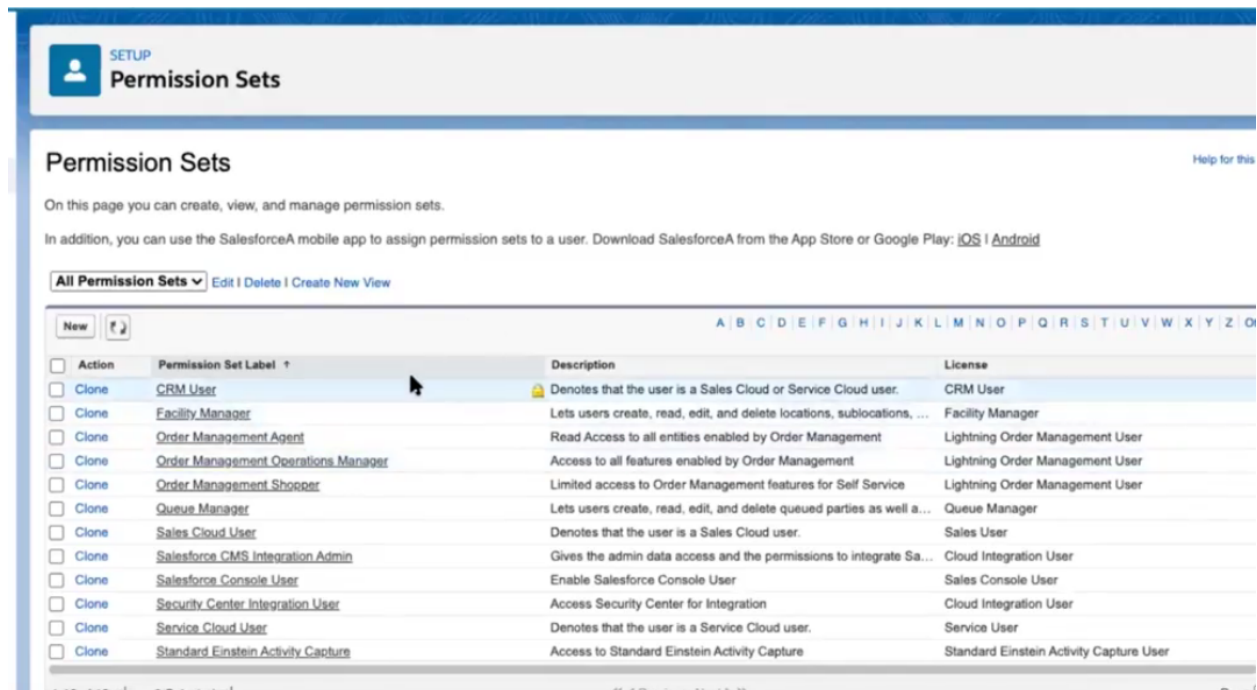 SETUP
Permission Sets
Permission Sets
Help for this
On this page you can create, view, and manage permission sets.
In addition, you can use the SalesforceA mobile app to assign permission sets to a user. Download SalesforceA from the App Store or Google Play: iOS | Android
All Permission Sets Edit | Delete | Create New View
New A | B | C | D | E | F | G | H | I | J | K | L | M | N | O | P | Q | R | S | T | U | V | W | X | Y | Z
Action Permission Set Label ↑ Description License
Clone CRM User Denotes that the user is a Sales Cloud or Service Cloud user. CRM User
Clone Facility Manager Lets users create, read, edit, and delete locations, sublocations, ... Facility Manager
Clone Order Management Agent Read Access to all entities enabled by Order Management Lightning Order Management User
Clone Order Management Operations Manager Access to all features enabled by Order Management Lightning Order Management User
Clone Order Management Shopper Limited access to Order Management features for Self Service Lightning Order Management User
Clone Queue Manager Lets users create, read, edit, and delete queued parties as well a... Queue Manager
Clone Sales Cloud User Denotes that the user is a Sales Cloud user. Sales User
Clone Salesforce CMS Integration Admin Gives the admin data access and the permissions to integrate Sa... Cloud Integration User
Clone Salesforce Console User Enable Salesforce Console User Sales Console User
Clone Security Center Integration User Access Security Center for Integration Cloud Integration User
Clone Service Cloud User Denotes that the user is a Service Cloud user. Service User
Clone Standard Einstein Activity Capture Access to Standard Einstein Activity Capture Standard Einstein Activity Capture User